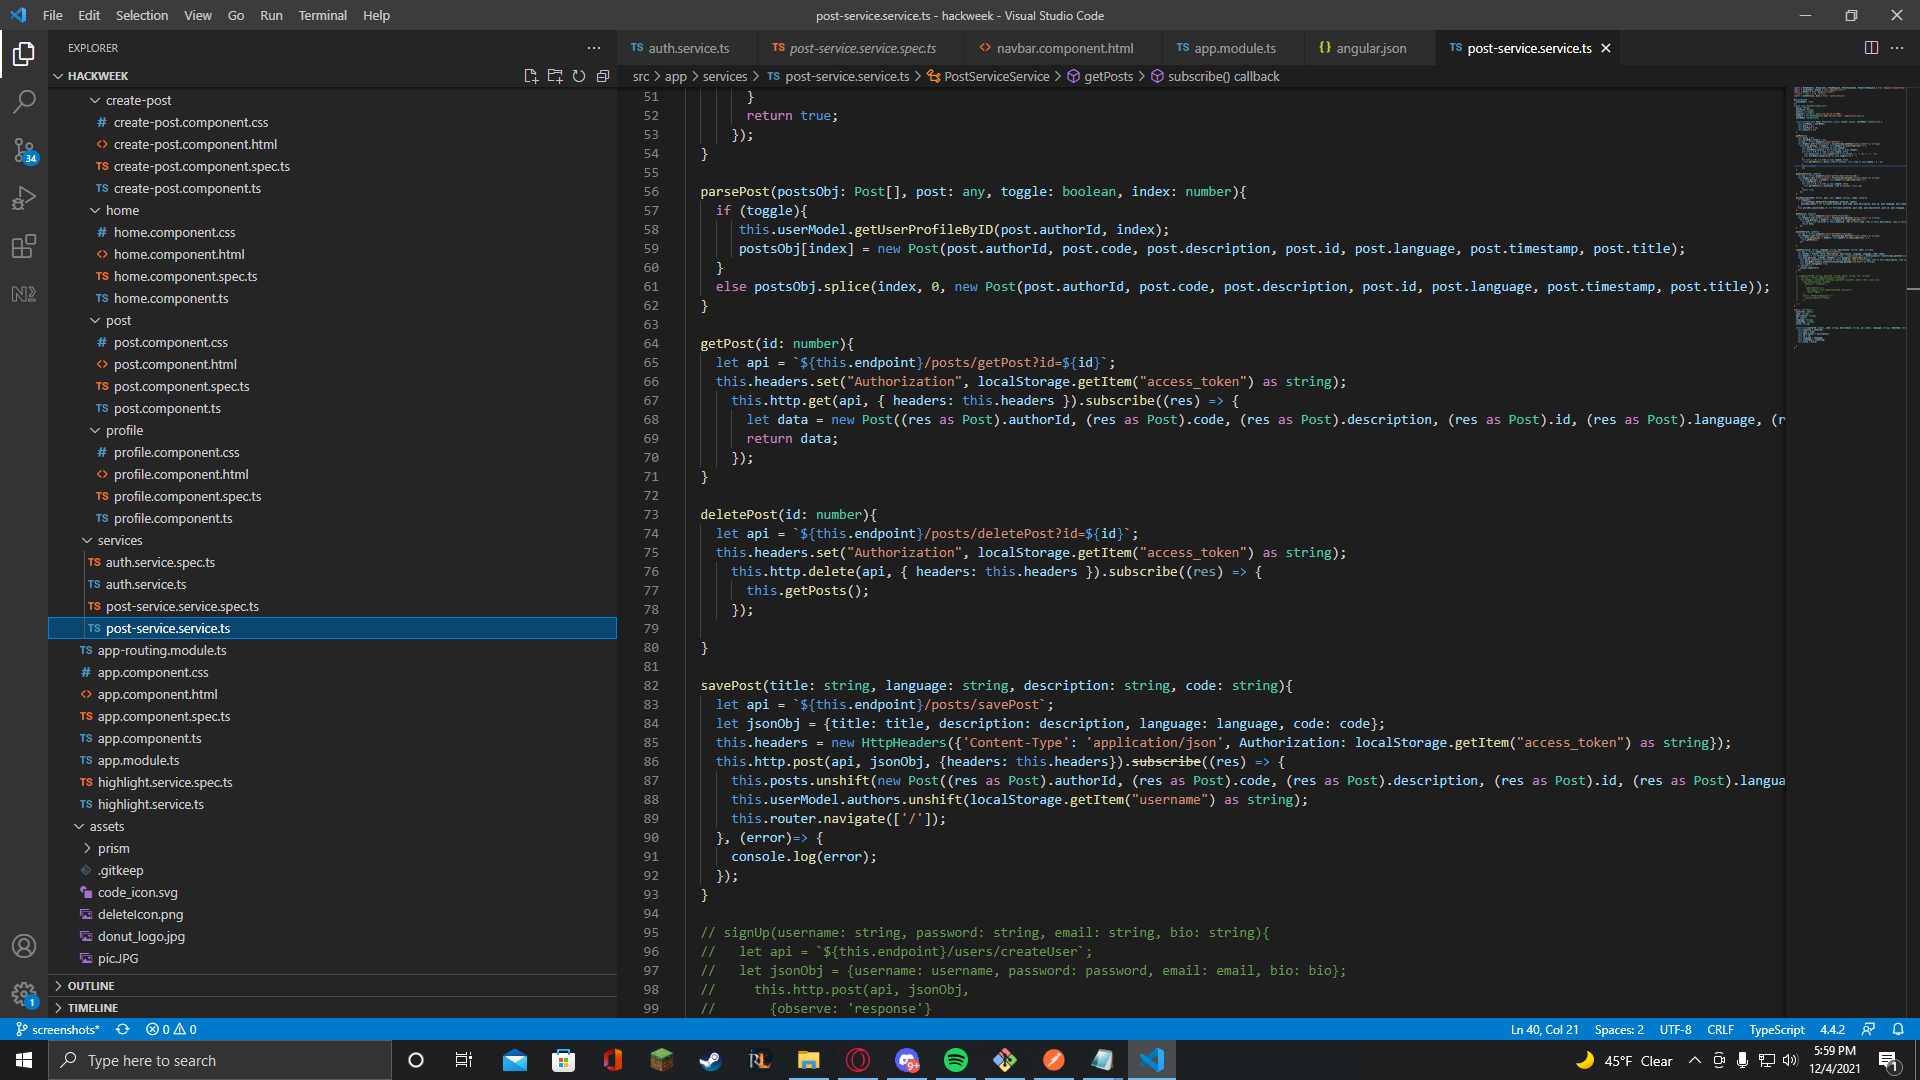 File Edit Selection View Go Run Terminal Help
post-service.service.ts - hackweek - Visual Studio Code
EXPLORER
HACKWEEK
create-post
create-post.component.css
create-post.component.html
create-post.component.spec.ts
create-post.component.ts
home
home.component.css
home.component.html
home.component.spec.ts
home.component.ts
post
post.component.css
post.component.html
post.component.spec.ts
post.component.ts
profile
profile.component.css
profile.component.html
profile.component.spec.ts
profile.component.ts
services
auth.service.spec.ts
auth.service.ts
post-service.service.spec.ts
post-service.service.ts
app-routing.module.ts
app.component.css
app.component.html
app.component.spec.ts
app.component.ts
app.module.ts
highlight.service.spec.ts
highlight.service.ts
assets
prism
.gitkeep
code_icon.svg
deleteIcon.png
donut_logo.jpg
pic.JPG
OUTLINE
TIMELINE
34
1
TS auth.service.ts TS post-service.service.spec.ts <> navbar.component.html TS app.module.ts {} angular.json TS post-service.service.ts
src > app > services > TS post-service.service.ts > PostServiceService > getPosts > subscribe() callback
51 }
52 return true;
53 });
54 }
55
56 parsePost(postsObj: Post[], post: any, toggle: boolean, index: number){
57 if (toggle){
58 this.userModel.getUserProfileByID(post.authorId, index);
59 postsObj[index] = new Post(post.authorId, post.code, post.description, post.id, post.language, post.timestamp, post.title);
60 }
61 else postsObj.splice(index, 0, new Post(post.authorId, post.code, post.description, post.id, post.language, post.timestamp, post.title));
62 }
63
64 getPost(id: number){
65 let api = `${this.endpoint}/posts/getPost?id=${id}`;
66 this.headers.set("Authorization", localStorage.getItem("access_token") as string);
67 this.http.get(api, { headers: this.headers }).subscribe((res) => {
68 let data = new Post((res as Post).authorId, (res as Post).code, (res as Post).description, (res as Post).id, (res as Post).language, (r
69 return data;
70 });
71 }
72
73 deletePost(id: number){
74 let api = `${this.endpoint}/posts/deletePost?id=${id}`;
75 this.headers.set("Authorization", localStorage.getItem("access_token") as string);
76 this.http.delete(api, { headers: this.headers }).subscribe((res) => {
77 this.getPosts();
78 });
79
80 }
81
82 savePost(title: string, language: string, description: string, code: string){
83 let api = `${this.endpoint}/posts/savePost`;
84 let jsonObj = {title: title, description: description, language: language, code: code};
85 this.headers = new HttpHeaders({'Content-Type': 'application/json', Authorization: localStorage.getItem("access_token") as string});
86 this.http.post(api, jsonObj, {headers: this.headers}).subscribe((res) => {
87 this.posts.unshift(new Post((res as Post).authorId, (res as Post).code, (res as Post).description, (res as Post).id, (res as Post).langua
88 this.userModel.authors.unshift(localStorage.getItem("username") as string);
89 this.router.navigate(['/']);
90 }, (error)=> {
91 console.log(error);
92 });
93 }
94
95 // signUp(username: string, password: string, email: string, bio: string){
96 // let api = `${this.endpoint}/users/createUser`;
97 // let jsonObj = {username: username, password: password, email: email, bio: bio};
98 // this.http.post(api, jsonObj,
99 // {observe: 'response'}
screenshots* 0 0 Ln 40, Col 21 Spaces: 2 UTF-8 CRLF TypeScript 4.4.2
Type here to search
RL
9+
45°F Clear
5:59 PM
12/4/2021
1